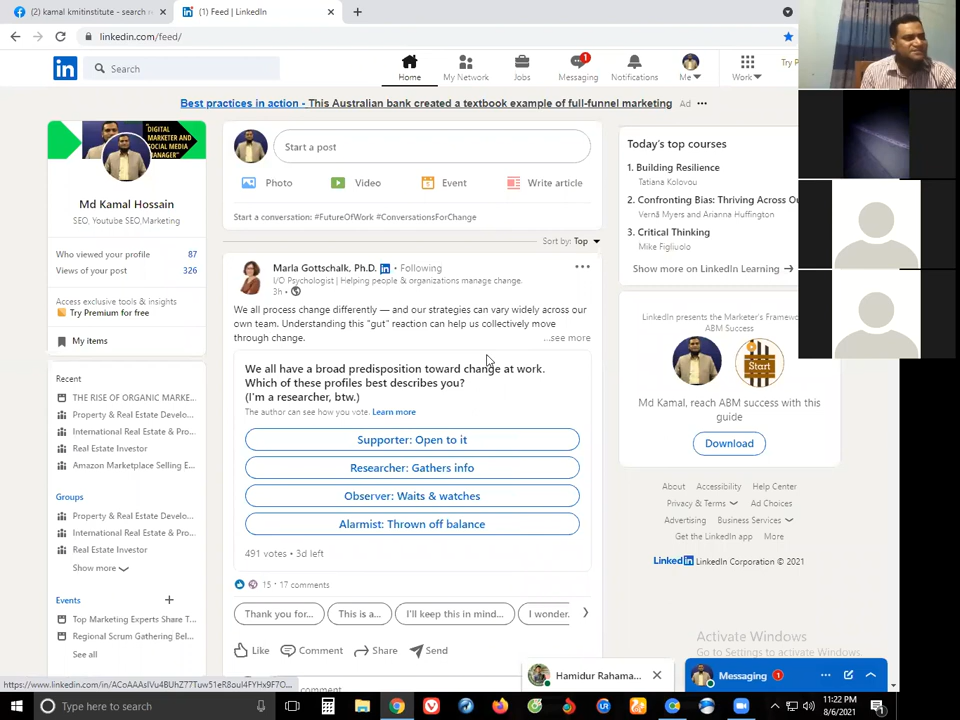 (2) kamal kmitinstitute - search r
(1) Feed | LinkedIn
linkedin.com/feed/
Search
Home
My Network
Jobs
1
Messaging
Notifications
Me
Work
Try P
Best practices in action - This Australian bank created a textbook example of full-funnel marketing Ad
"DIGITAL
MARKETER AND
SOCIAL MEDIA
MANAGER"
Md Kamal Hossain
SEO, Youtube SEO,Marketing
Who viewed your profile 87
Views of your post 326
Access exclusive tools & insights
Try Premium for free
My items
Recent
THE RISE OF ORGANIC MARKE...
Property & Real Estate Develo...
International Real Estate & Pro...
Real Estate Investor
Amazon Marketplace Selling E...
Groups
Property & Real Estate Develo...
International Real Estate & Pro...
Real Estate Investor
Show more
Events
Top Marketing Experts Share T...
Regional Scrum Gathering Bel...
See all
Start a post
Photo
Video
Event
Write article
Start a conversation: #FutureOfWork #ConversationsForChange
Sort by: Top
Marla Gottschalk, Ph.D. in • Following
I/O Psychologist | Helping people & organizations manage change.
3h •
We all process change differently — and our strategies can vary widely across our
own team. Understanding this "gut" reaction can help us collectively move
through change.
...see more
We all have a broad predisposition toward change at work.
Which of these profiles best describes you?
(I'm a researcher, btw.)
The author can see how you vote. Learn more
Supporter: Open to it
Researcher: Gathers info
Observer: Waits & watches
Alarmist: Thrown off balance
491 votes • 3d left
15 · 17 comments
Thank you for...
This is a...
I'll keep this in mind...
I wonder.
Like
Comment
Share
Send
comment
Today's top courses
1. Building Resilience
Tatiana Kolovou
2. Confronting Bias: Thriving Across Ou
Vernā Myers and Arianna Huffington
3. Critical Thinking
Mike Figliuolo
Show more on LinkedIn Learning
LinkedIn presents the Marketer's Framewo
ABM Success
Start
Md Kamal, reach ABM success with this
guide
Download
About
Accessibility
Help Center
Privacy & Terms
Ad Choices
Advertising
Business Services
Get the LinkedIn app
More
LinkedIn LinkedIn Corporation © 2021
Activate Windows
Go to Settings to activate Windows.
Hamidur Rahama...
Messaging 1
https://www.linkedin.com/in/ACoAAAsIVu4BUhZ77Tuw51eR8oul4FYHx9F7O...
Type here to search
11:22 PM
8/6/2021
1